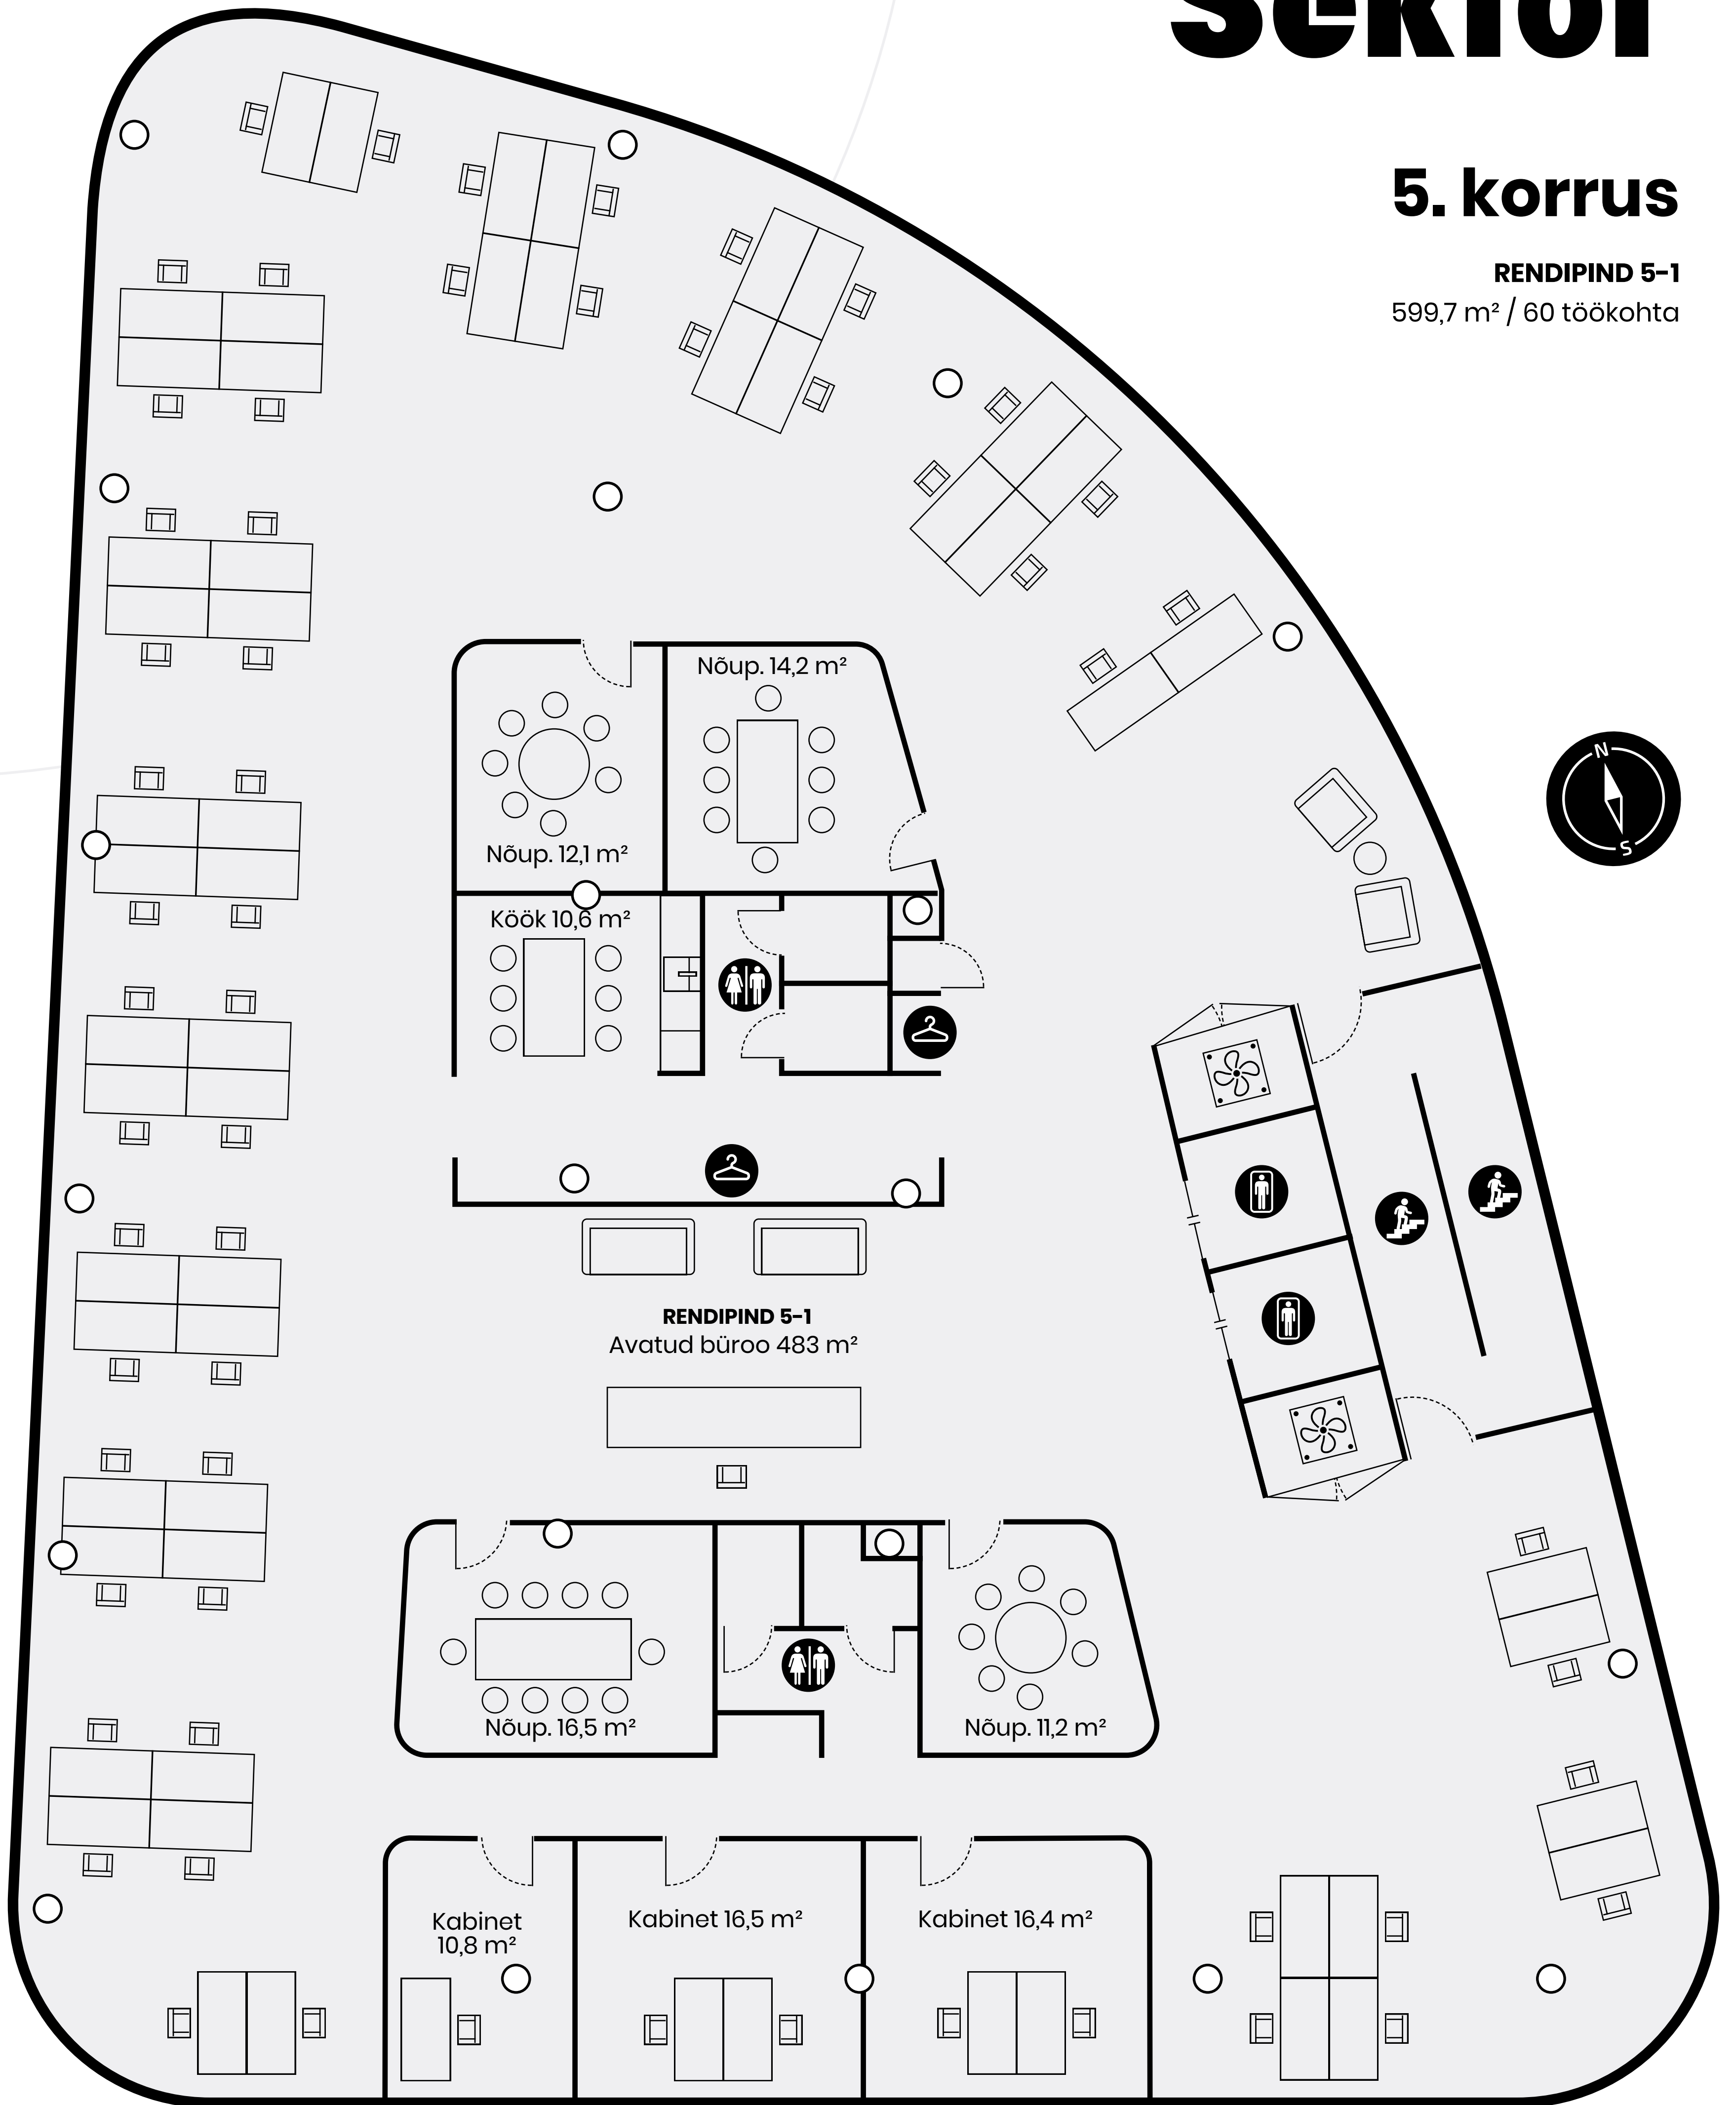 Sektor
5. korrus
RENDIPIND 5-1
599,7 m² / 60 töökohta
Nõup. 14,2 m²
N
S
Nõup. 12,1 m²
Köök 10,6 m²
RENDIPIND 5-1
Avatud büroo 483 m²
Nõup. 16,5 m²
Nõup. 11,2 m²
Kabinet
10,8 m²
Kabinet 16,5 m²
Kabinet 16,4 m²